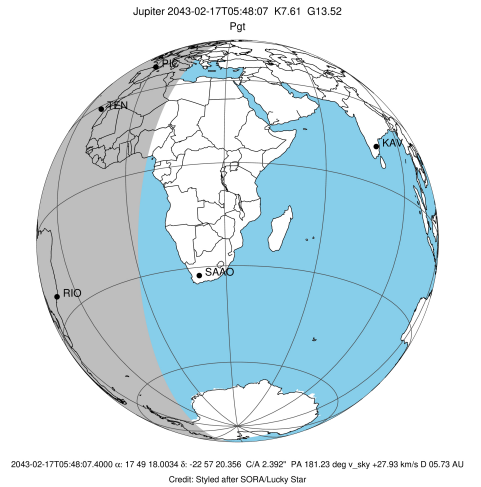 Jupiter 2043-02-17T05:48:07 K7.61 G13.52
Pgt
PIC
TEN
KAV
SAAO
RIO
2043-02-17T05:48:07.4000 α: 17 49 18.0034 δ: -22 57 20.356 C/A 2.392" PA 181.23 deg v_sky +27.93 km/s D 05.73 AU
Credit: Styled after SORA/Lucky Star